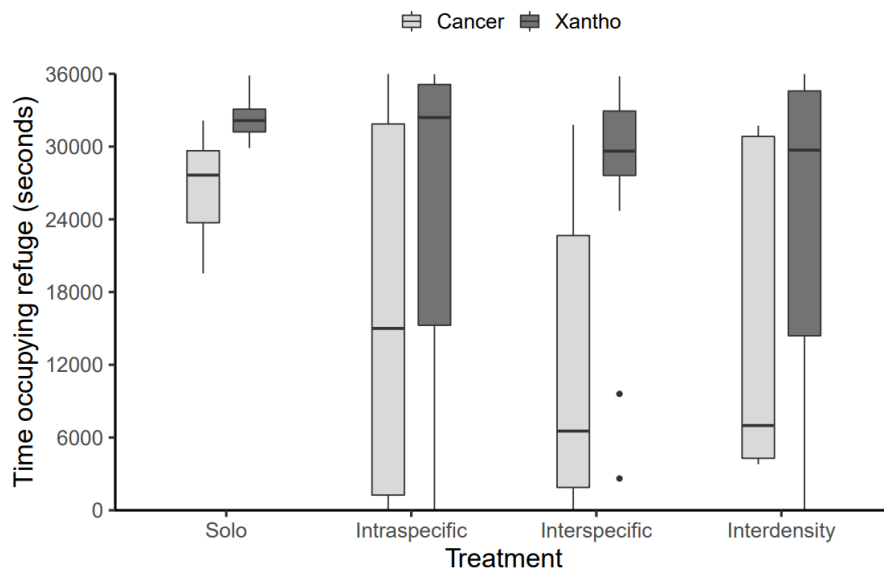 Cancer Xantho
36000
30000
24000
18000
12000
6000
0
Time occupying refuge (seconds)
Solo Intraspecific Interspecific Interdensity
Treatment